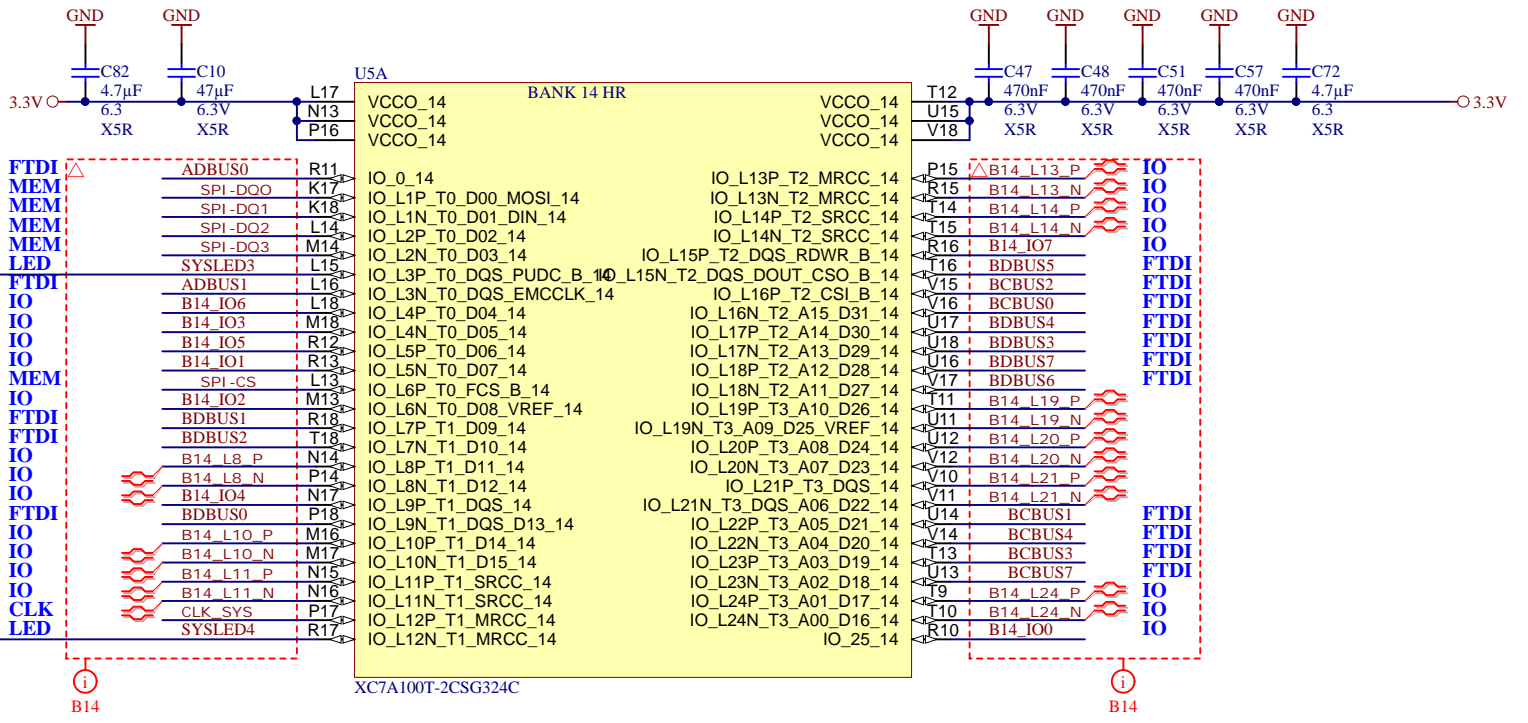 GND GND GND GND GND GND GND
C82 4.7µF 6.3 X5R
C10 47µF 6.3V X5R
C47 470nF 6.3V X5R
C48 470nF 6.3V X5R
C51 470nF 6.3V X5R
C57 470nF 6.3V X5R
C72 4.7µF 6.3 X5R
3.3V
3.3V
U5A
BANK 14 HR
L17 VCCO_14 VCCO_14 T12
N13 VCCO_14 VCCO_14 U15
P16 VCCO_14 VCCO_14 V18
FTDI ADBUS0 R11 IO_0_14 IO_L13P_T2_MRCC_14 P15 B14_L13_P IO
MEM SPI-DQ0 K17 IO_L1P_T0_D00_MOSI_14 IO_L13N_T2_MRCC_14 R15 B14_L13_N IO
MEM SPI-DQ1 K18 IO_L1N_T0_D01_DIN_14 IO_L14P_T2_SRCC_14 T14 B14_L14_P IO
MEM SPI-DQ2 L14 IO_L2P_T0_D02_14 IO_L14N_T2_SRCC_14 T15 B14_L14_N IO
MEM SPI-DQ3 M14 IO_L2N_T0_D03_14 IO_L15P_T2_DQS_RDWR_B_14 R16 B14_IO7 IO
LED SYSLED3 L15 IO_L3P_T0_DQS_PUDC_B_14 IO_L15N_T2_DQS_DOUT_CSO_B_14 T16 BDBUS5 FTDI
FTDI ADBUS1 L16 IO_L3N_T0_DQS_EMCCLK_14 IO_L16P_T2_CSI_B_14 V15 BCBUS2 FTDI
IO B14_IO6 L18 IO_L4P_T0_D04_14 IO_L16N_T2_A15_D31_14 V16 BCBUS0 FTDI
IO B14_IO3 M18 IO_L4N_T0_D05_14 IO_L17P_T2_A14_D30_14 U17 BDBUS4 FTDI
IO B14_IO5 R12 IO_L5P_T0_D06_14 IO_L17N_T2_A13_D29_14 U18 BDBUS3 FTDI
IO B14_IO1 R13 IO_L5N_T0_D07_14 IO_L18P_T2_A12_D28_14 U16 BDBUS7 FTDI
MEM SPI-CS L13 IO_L6P_T0_FCS_B_14 IO_L18N_T2_A11_D27_14 V17 BDBUS6 FTDI
IO B14_IO2 M13 IO_L6N_T0_D08_VREF_14 IO_L19P_T3_A10_D26_14 T11 B14_L19_P
FTDI BDBUS1 R18 IO_L7P_T1_D09_14 IO_L19N_T3_A09_D25_VREF_14 U11 B14_L19_N
FTDI BDBUS2 T18 IO_L7N_T1_D10_14 IO_L20P_T3_A08_D24_14 U12 B14_L20_P
IO B14_L8_P N14 IO_L8P_T1_D11_14 IO_L20N_T3_A07_D23_14 V12 B14_L20_N
IO B14_L8_N P14 IO_L8N_T1_D12_14 IO_L21P_T3_DQS_14 V10 B14_L21_P
IO B14_IO4 N17 IO_L9P_T1_DQS_14 IO_L21N_T3_DQS_A06_D22_14 V11 B14_L21_N
FTDI BDBUS0 P18 IO_L9N_T1_DQS_D13_14 IO_L22P_T3_A05_D21_14 U14 BCBUS1 FTDI
IO B14_L10_P M16 IO_L10P_T1_D14_14 IO_L22N_T3_A04_D20_14 V14 BCBUS4 FTDI
IO B14_L10_N M17 IO_L10N_T1_D15_14 IO_L23P_T3_A03_D19_14 T13 BCBUS3 FTDI
IO B14_L11_P N15 IO_L11P_T1_SRCC_14 IO_L23N_T3_A02_D18_14 U13 BCBUS7 FTDI
IO B14_L11_N N16 IO_L11N_T1_SRCC_14 IO_L24P_T3_A01_D17_14 T9 B14_L24_P IO
CLK CLK_SYS P17 IO_L12P_T1_MRCC_14 IO_L24N_T3_A00_D16_14 T10 B14_L24_N IO
LED SYSLED4 R17 IO_L12N_T1_MRCC_14 IO_25_14 R10 B14_IO0 IO
i
B14
XC7A100T-2CSG324C
i
B14